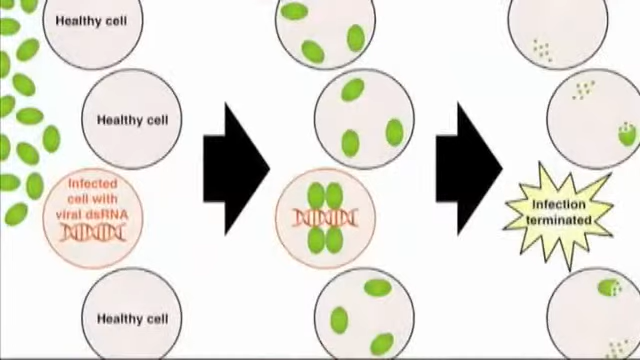 Healthy cell
Healthy cell
Infected
cell with
viral dsRNA
Infection
terminated
Healthy cell